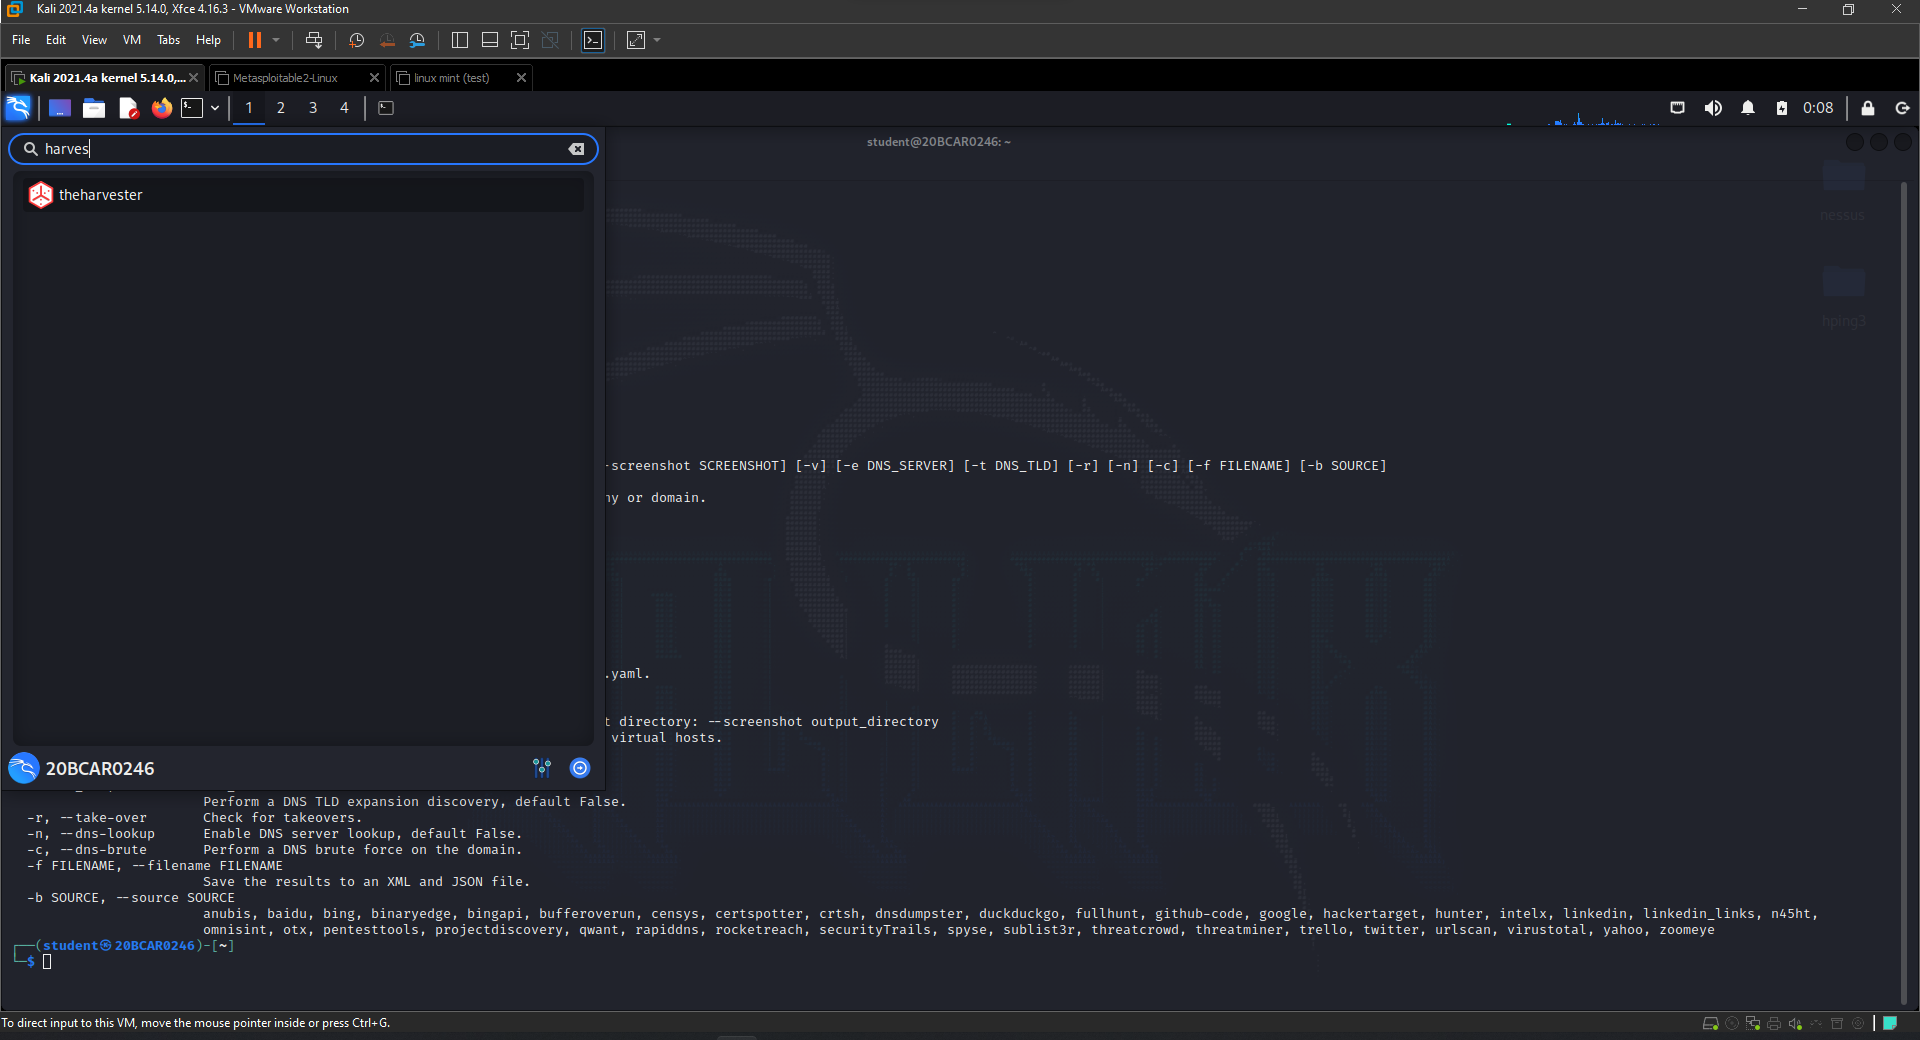 Kali 2021.4a kernel 5.14.0, Xfce 4.16.3 - VMware Workstation
File Edit View VM Tabs Help
Kali 2021.4a kernel 5.14.0,... Metasploitable2-Linux linux mint (test)
1 2 3 4 0:08
student@20BCAR0246: ~
harves
theharvester
nessus
hping3
-screenshot SCREENSHOT] [-v] [-e DNS_SERVER] [-t DNS_TLD] [-r] [-n] [-c] [-f FILENAME] [-b SOURCE]
ny or domain.
.yaml.
t directory: --screenshot output_directory
virtual hosts.
20BCAR0246
Perform a DNS TLD expansion discovery, default False.
-r, --take-over Check for takeovers.
-n, --dns-lookup Enable DNS server lookup, default False.
-c, --dns-brute Perform a DNS brute force on the domain.
-f FILENAME, --filename FILENAME
Save the results to an XML and JSON file.
-b SOURCE, --source SOURCE
anubis, baidu, bing, binaryedge, bingapi, bufferoverun, censys, certspotter, crtsh, dnsdumpster, duckduckgo, fullhunt, github-code, google, hackertarget, hunter, intelx, linkedin, linkedin_links, n45ht,
omnisint, otx, pentesttools, projectdiscovery, qwant, rapiddns, rocketreach, securityTrails, spyse, sublist3r, threatcrowd, threatminer, trello, twitter, urlscan, virustotal, yahoo, zoomeye
(student㉿20BCAR0246)-[~]
$
To direct input to this VM, move the mouse pointer inside or press Ctrl+G.